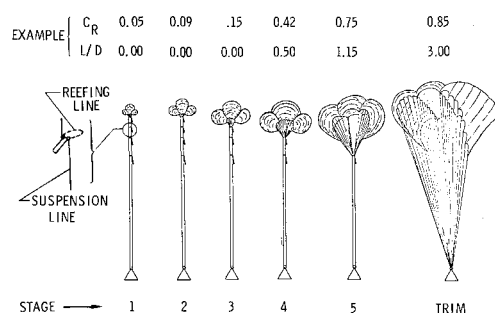 EXAMPLE { C_R 0.05 0.09 .15 0.42 0.75 0.85
L/D 0.00 0.00 0.00 0.50 1.15 3.00
REEFING
LINE
SUSPENSION
LINE
STAGE → 1 2 3 4 5 TRIM